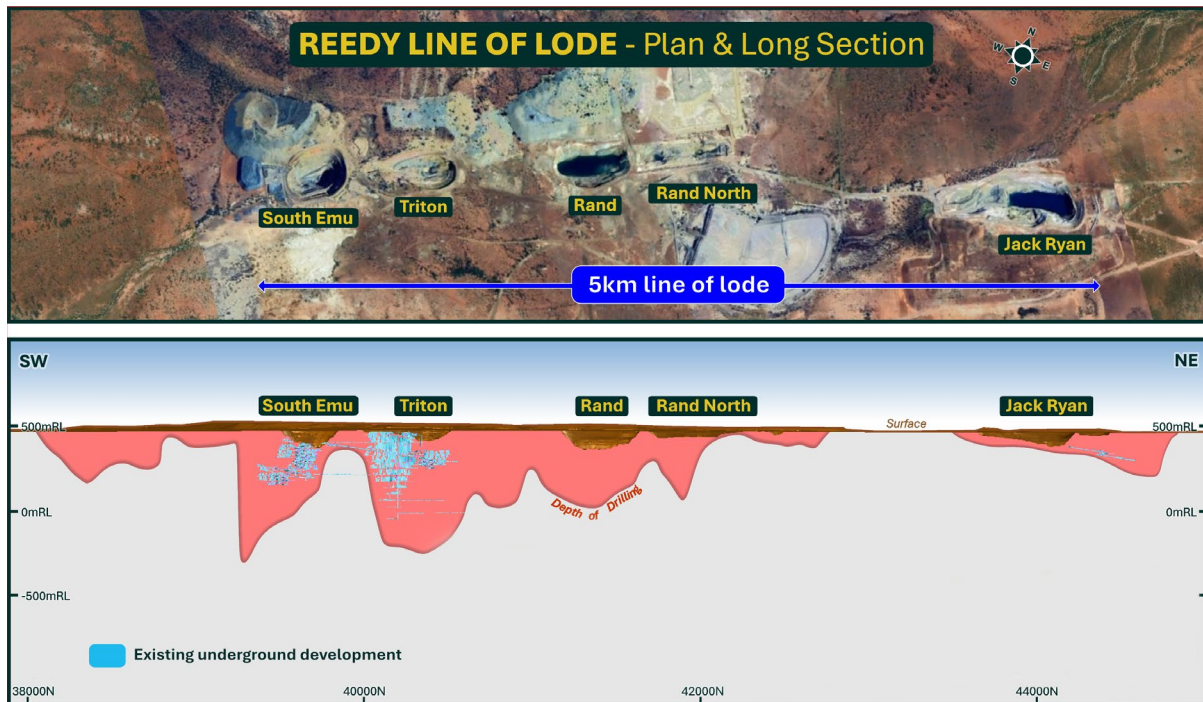 REEDY LINE OF LODE - Plan & Long Section
N
W
E
S
South Emu
Triton
Rand
Rand North
Jack Ryan
5km line of lode
SW
NE
South Emu
Triton
Rand
Rand North
Jack Ryan
Surface
500mRL
500mRL
Depth of Drilling
0mRL
0mRL
-500mRL
Existing underground development
38000N
40000N
42000N
44000N